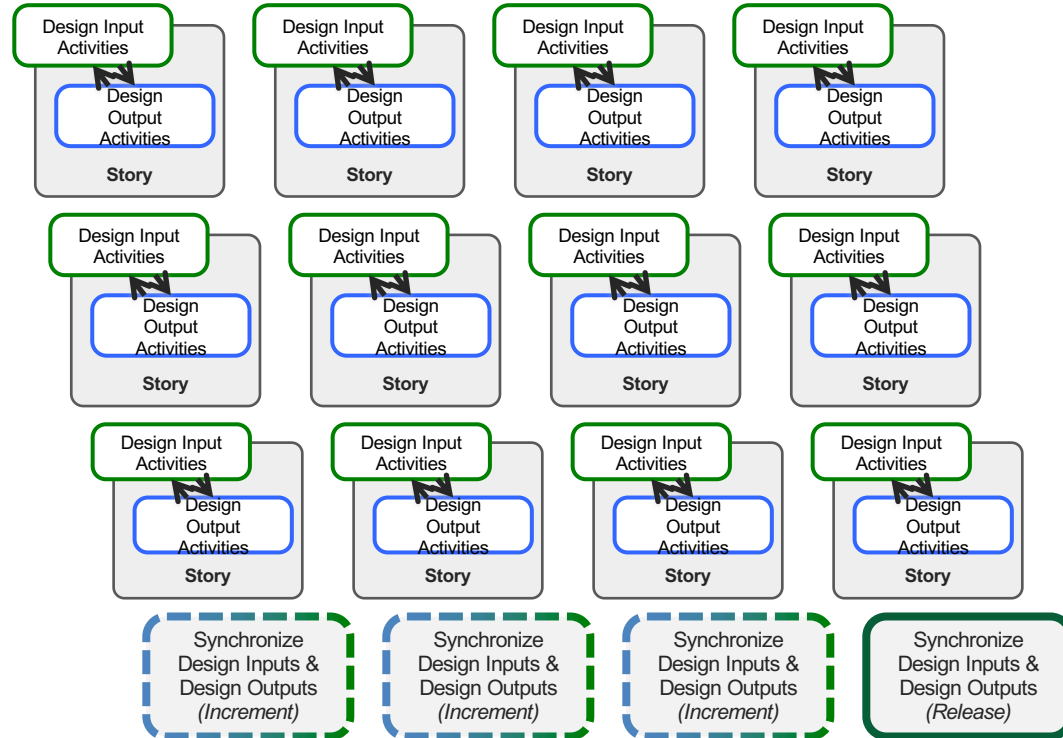 Design Input
Activities
Design
Output
Activities
Story
Design Input
Activities
Design
Output
Activities
Story
Design Input
Activities
Design
Output
Activities
Story
Design Input
Activities
Design
Output
Activities
Story
Design Input
Activities
Design
Output
Activities
Story
Design Input
Activities
Design
Output
Activities
Story
Design Input
Activities
Design
Output
Activities
Story
Design Input
Activities
Design
Output
Activities
Story
Design Input
Activities
Design
Output
Activities
Story
Design Input
Activities
Design
Output
Activities
Story
Design Input
Activities
Design
Output
Activities
Story
Design Input
Activities
Design
Output
Activities
Story
Synchronize
Design Inputs &
Design Outputs
(Increment)
Synchronize
Design Inputs &
Design Outputs
(Increment)
Synchronize
Design Inputs &
Design Outputs
(Increment)
Synchronize
Design Inputs &
Design Outputs
(Release)